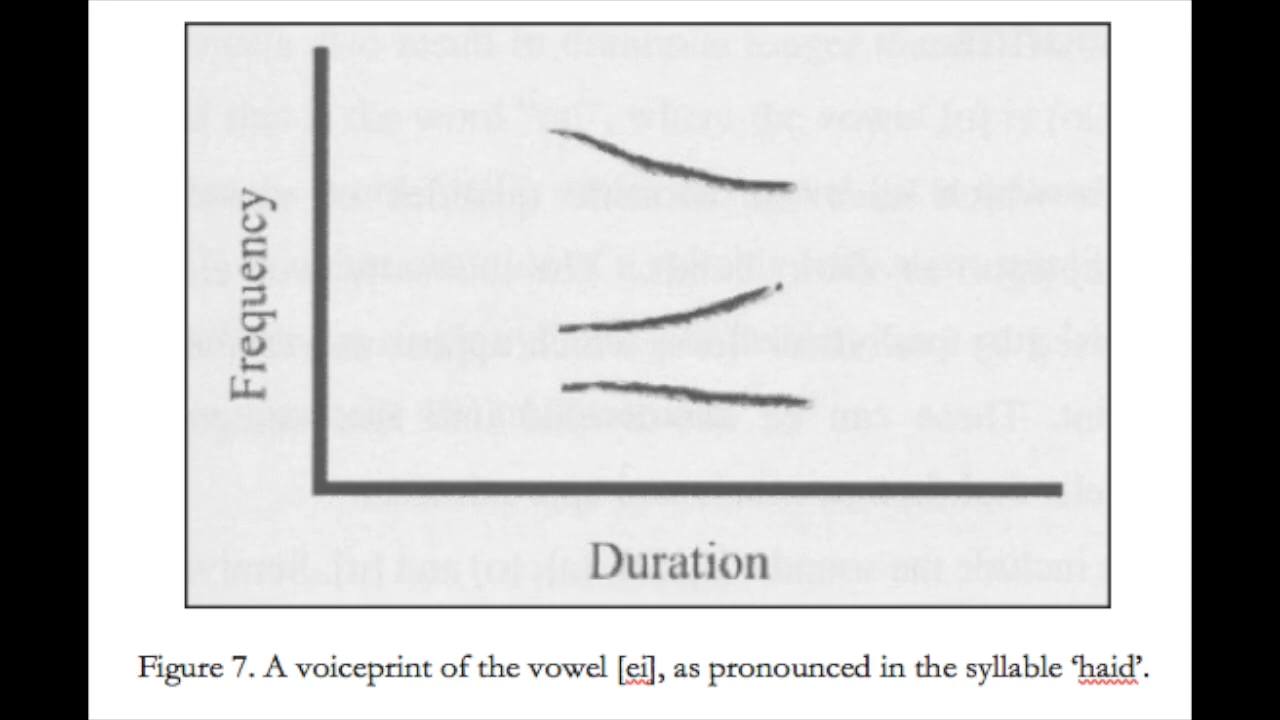 Frequency
Duration
Figure 7. A voiceprint of the vowel [ei], as pronounced in the syllable ‘haid’.